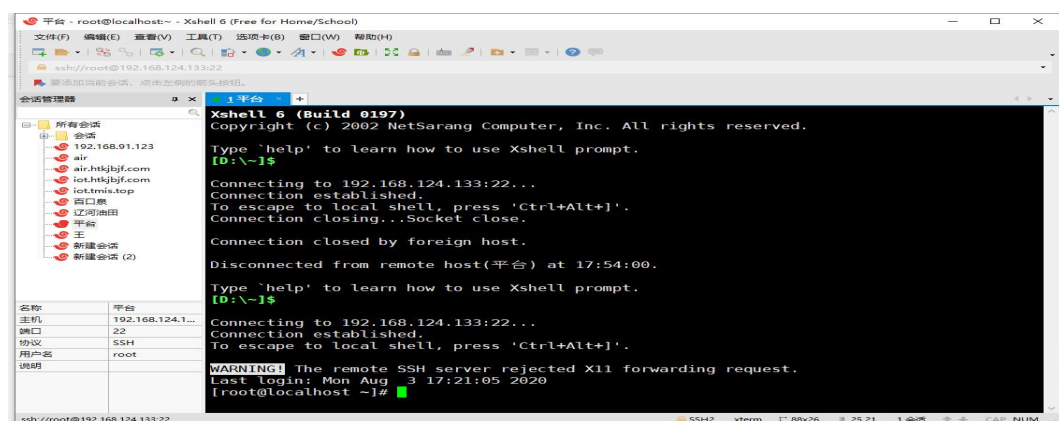 平台 - root@localhost:~ - Xshell 6 (Free for Home/School)
文件(F) 编辑(E) 查看(V) 工具(T) 选项卡(B) 窗口(W) 帮助(H)
ssh://root@192.168.124.133:22
要添加当前会话，点击左侧的箭头按钮。
会话管理器
1 平台
所有会话
会话
192.168.91.123
air
air.htkjbjf.com
iot.htkjbjf.com
iot.tmis.top
百口泉
辽河油田
平台
王
新建会话
新建会话 (2)
名称 平台
主机 192.168.124.1...
端口 22
协议 SSH
用户名 root
说明
Xshell 6 (Build 0197)
Copyright (c) 2002 NetSarang Computer, Inc. All rights reserved.
Type `help' to learn how to use Xshell prompt.
[D:\~]$
Connecting to 192.168.124.133:22...
Connection established.
To escape to local shell, press 'Ctrl+Alt+]'.
Connection closing...Socket close.
Connection closed by foreign host.
Disconnected from remote host(平台) at 17:54:00.
Type `help' to learn how to use Xshell prompt.
[D:\~]$
Connecting to 192.168.124.133:22...
Connection established.
To escape to local shell, press 'Ctrl+Alt+]'.
WARNING! The remote SSH server rejected X11 forwarding request.
Last login: Mon Aug  3 17:21:05 2020
[root@localhost ~]#
ssh://root@192.168.124.133:22 SSH2 xterm 88x26 25,21 1 会话 CAP NUM